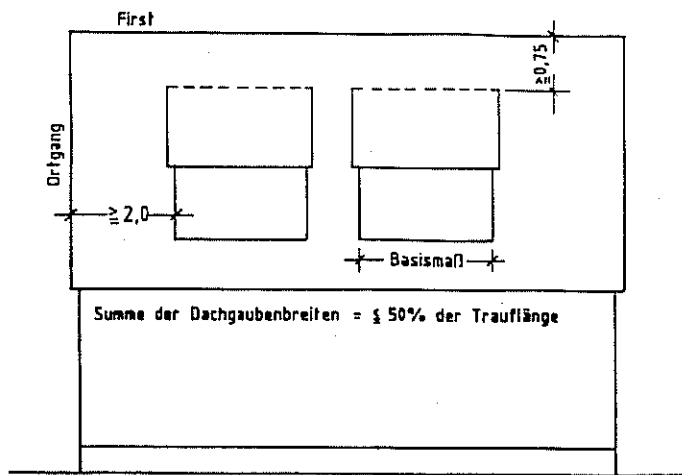 First
≧0,75
Ortgang
≧ 2,0
Basismaß
Summe der Dachgaubenbreiten = ≦ 50% der Trauflänge